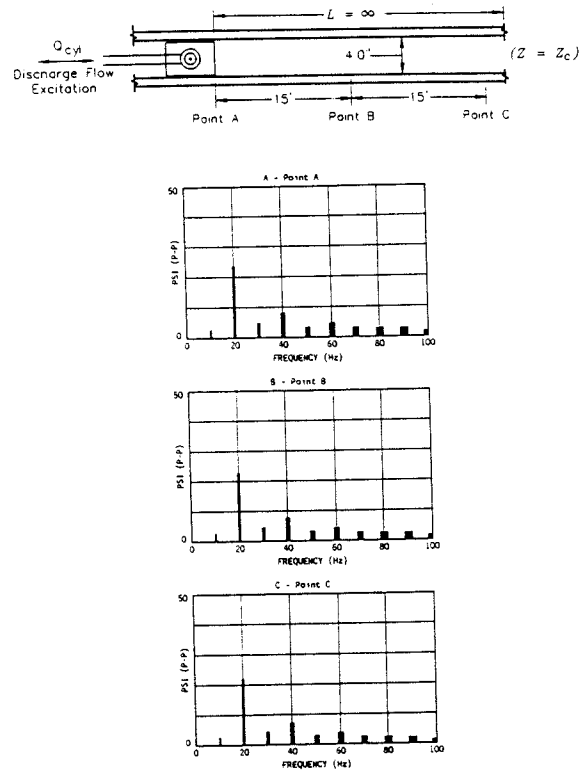 L = ∞
Qcyl
Discharge Flow
Excitation
4.0"
(Z = Zc)
15'
15'
Point A
Point B
Point C
A - Point A
50
PSI (P-P)
0
0 20 40 60 80 100
FREQUENCY (Hz)
B - Point B
50
PSI (P-P)
0
0 20 40 60 80 100
FREQUENCY (Hz)
C - Point C
50
PSI (P-P)
0
0 20 40 60 80 100
FREQUENCY (Hz)